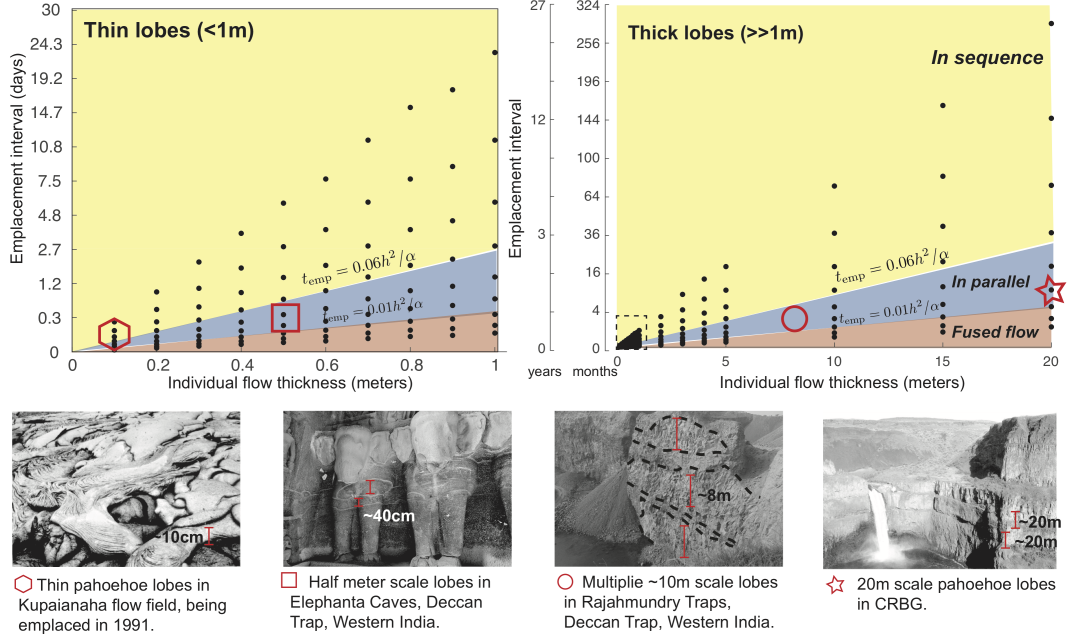 Thin lobes (<1m)
Emplacement interval (days)
30
24.3
19.2
14.7
10.8
7.5
4.8
2.7
1.2
0.3
0
t_emp = 0.06h²/α
t_emp = 0.01h²/α
0 0.2 0.4 0.6 0.8 1
Individual flow thickness (meters)
Thick lobes (>>1m)
In sequence
Emplacement interval
27
12
3
0
years
324
256
196
144
100
64
36
16
4
0
months
t_emp = 0.06h²/α
In parallel
t_emp = 0.01h²/α
Fused flow
0 5 10 15 20
Individual flow thickness (meters)
~10cm
~40cm
~8m
~20m
~20m
Thin pahoehoe lobes in
Kupaianaha flow field, being
emplaced in 1991.
Half meter scale lobes in
Elephanta Caves, Deccan
Trap, Western India.
Multiplie ~10m scale lobes
in Rajahmundry Traps,
Deccan Trap, Western India.
20m scale pahoehoe lobes
in CRBG.